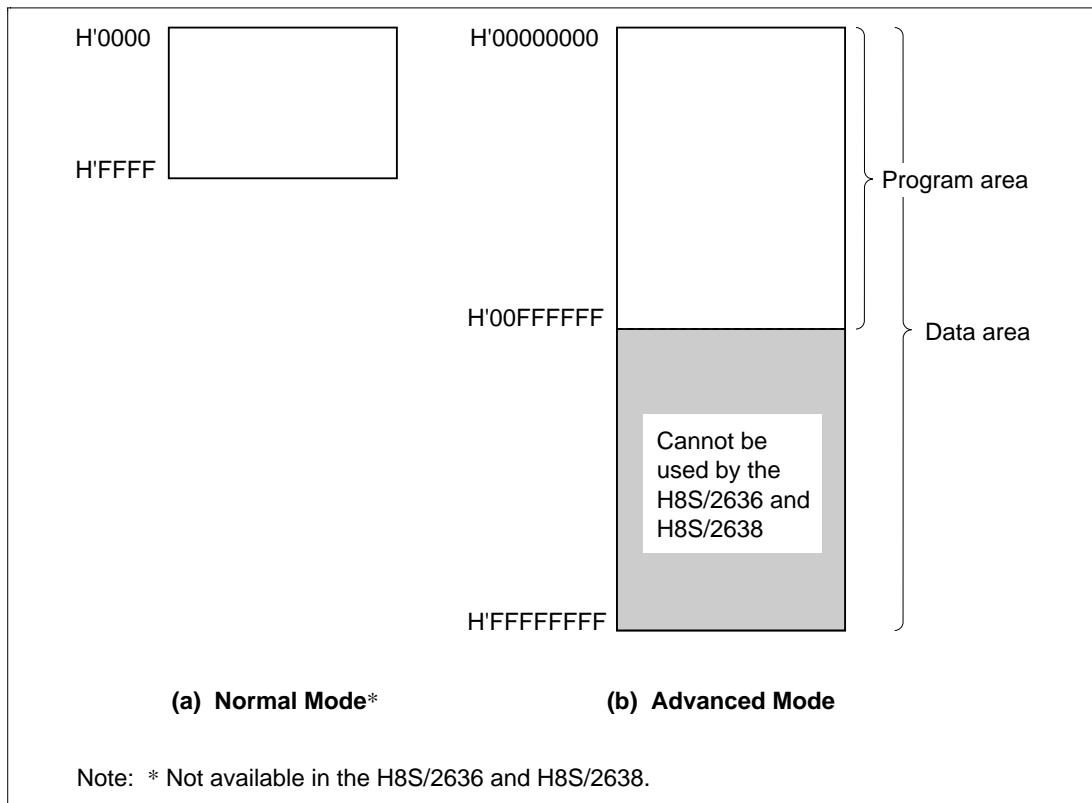 H'0000
H'FFFF
(a) Normal Mode*
H'00000000
H'00FFFFFF
H'FFFFFFFF
Program area
Data area
Cannot be
used by the
H8S/2636 and
H8S/2638
(b) Advanced Mode
Note: * Not available in the H8S/2636 and H8S/2638.